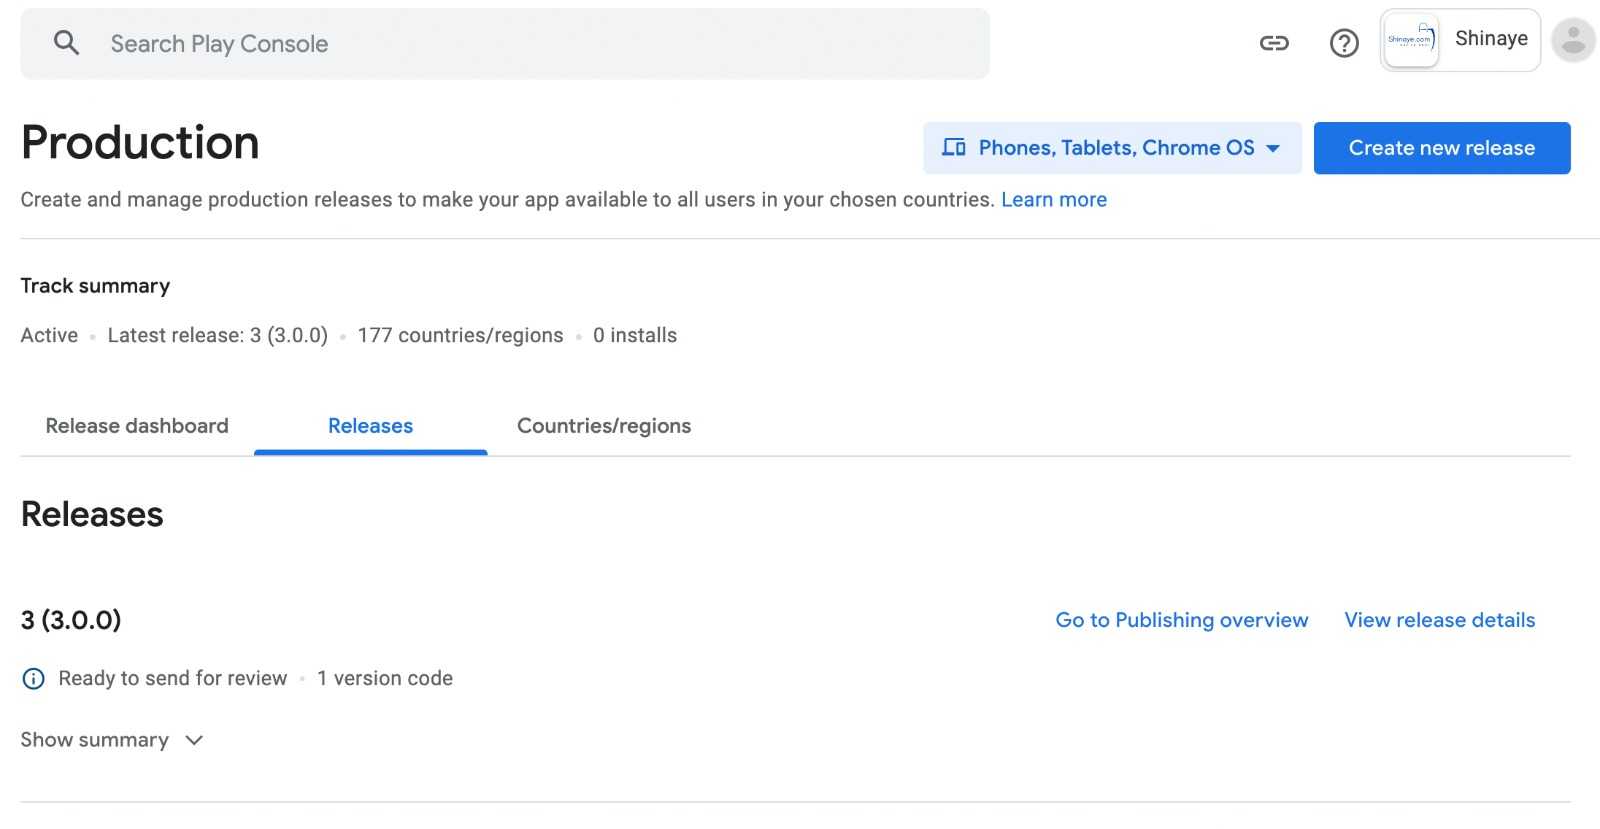 Search Play Console
Shinaye.com
Shinaye
Production
Phones, Tablets, Chrome OS
Create new release
Create and manage production releases to make your app available to all users in your chosen countries. Learn more
Track summary
Active • Latest release: 3 (3.0.0) • 177 countries/regions • 0 installs
Release dashboard
Releases
Countries/regions
Releases
3 (3.0.0)
Go to Publishing overview
View release details
Ready to send for review • 1 version code
Show summary